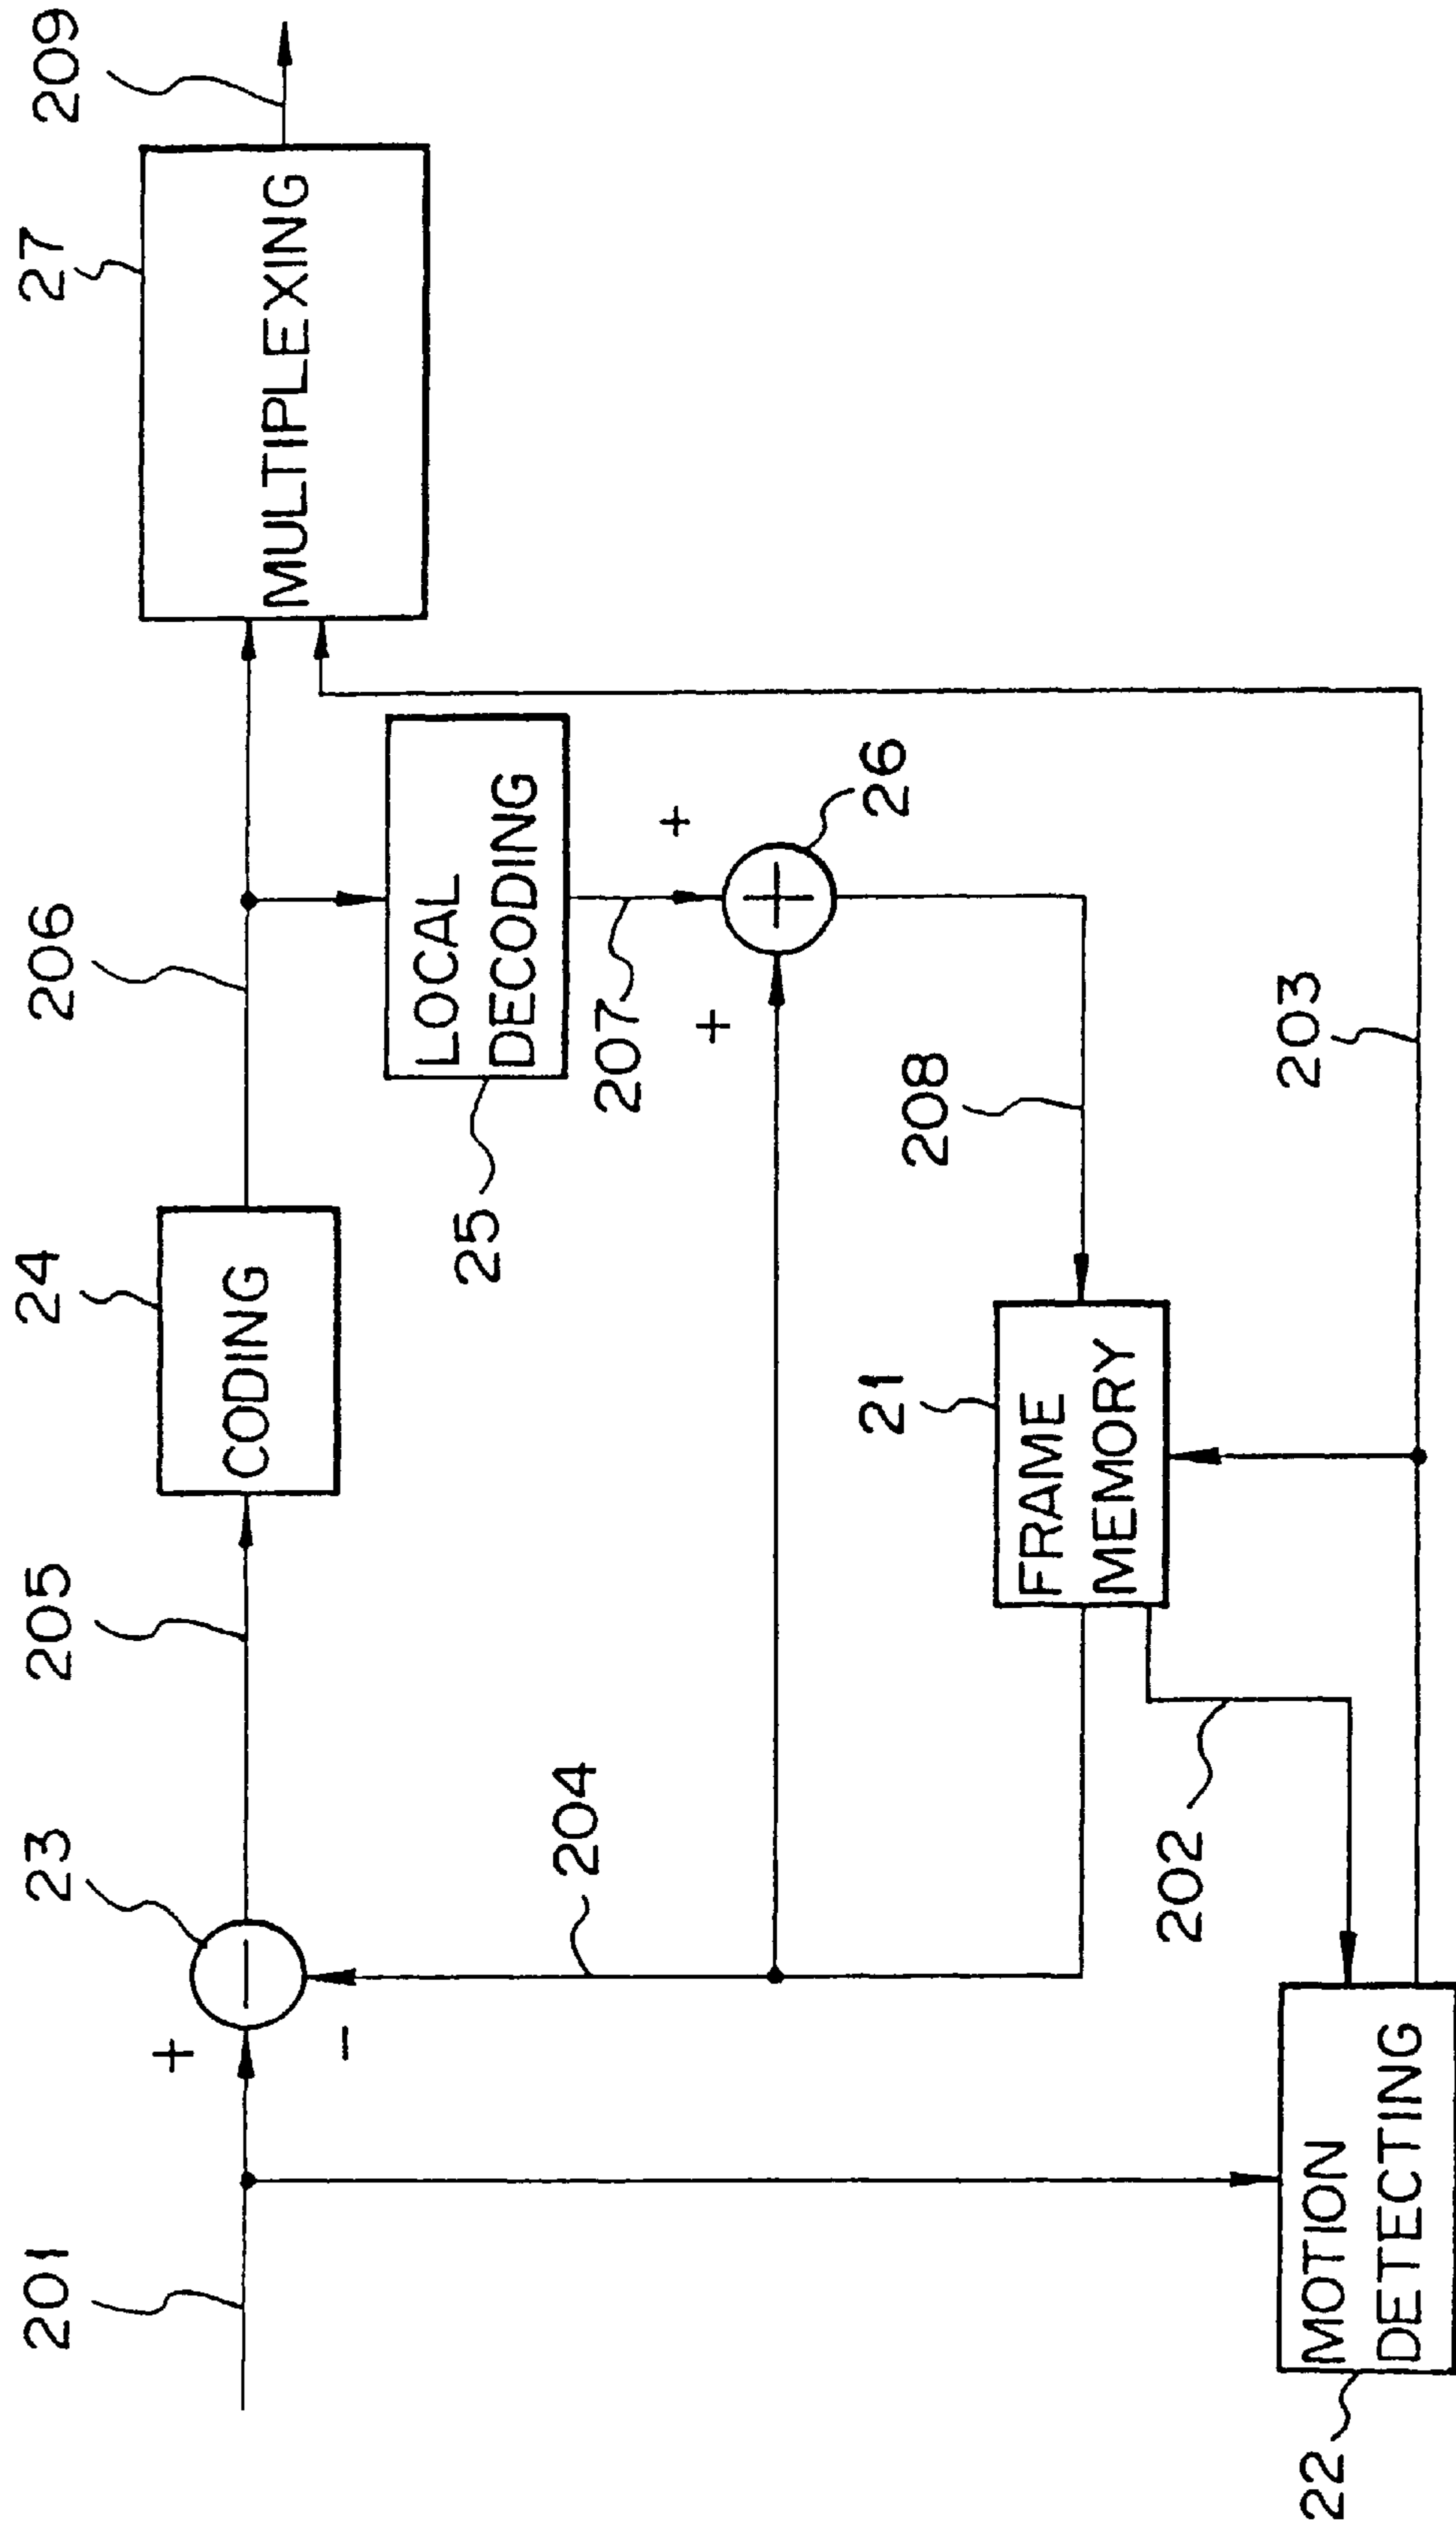 201
+
-
23
205
24
CODING
206
27
MULTIPLEXING
209
204
LOCAL
DECODING
25
207
+
+
26
21
FRAME
MEMORY
208
202
203
MOTION
DETECTING
22